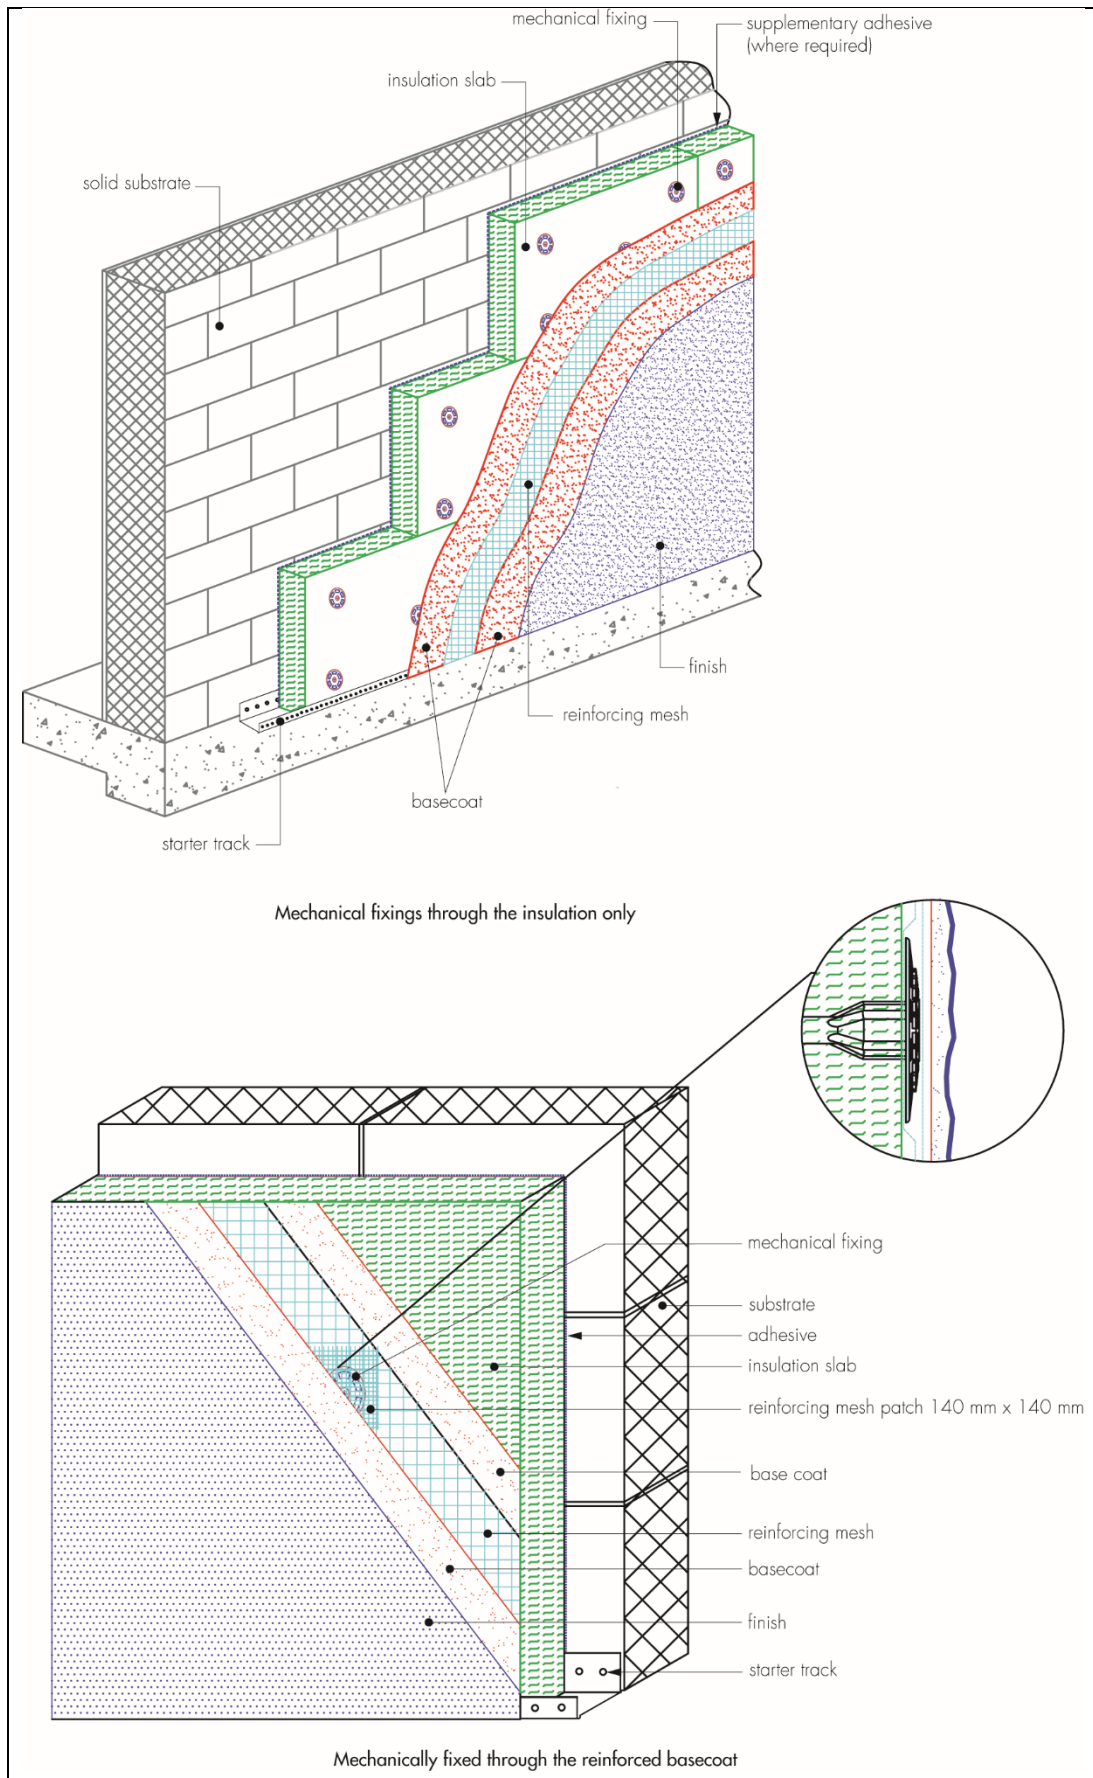 mechanical fixing
supplementary adhesive
(where required)
insulation slab
solid substrate
finish
reinforcing mesh
basecoat
starter track
Mechanical fixings through the insulation only
mechanical fixing
substrate
adhesive
insulation slab
reinforcing mesh patch 140 mm x 140 mm
base coat
reinforcing mesh
basecoat
finish
starter track
Mechanically fixed through the reinforced basecoat